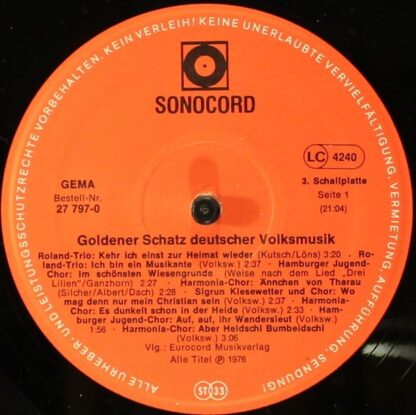 ALLE URHEBER- UND LEISTUNGSSCHUTZRECHTE VORBEHALTEN. KEIN VERLEIH! KEINE UNERLAUBTE VERVIELFÄLTIGUNG, VERMIETUNG, AUFFÜHRUNG, SENDUNG!
SONOCORD
LC 4240
GEMA
Bestell-Nr.
27 797-0
3. Schallplatte
Seite 1
(21:04)
Goldener Schatz deutscher Volksmusik
Roland-Trio: Kehr ich einst zur Heimat wieder (Kutsch/Löns) 3:20 · Ro-
land-Trio: Ich bin ein Musikante (Volksw.) 2:37 · Hamburger Jugend-
Chor: Im schönsten Wiesengrunde (Weise nach dem Lied „Drei
Lilien“/Ganzhorn) 2:27 · Harmonia-Chor: Ännchen von Tharau
(Silcher/Albert/Dach) 2:28 · Sigrun Kiesewetter und Chor: Wo
mag denn nur mein Christian sein (Volksw.) 2:37 · Harmonia-
Chor: Es dunkelt schon in der Heide (Volksw.) 2:33 · Ham-
burger Jugend-Chor: Auf, auf, ihr Wandersleut (Volksw.)
1:56 · Harmonia-Chor: Aber Heidschi Bumbeidschi
(Volksw.) 3:06
Vlg.: Eurocord Musikverlag
Alle Titel Ⓟ 1976
ST 33